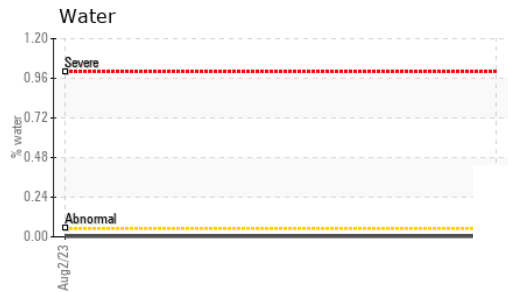 Water
1.20
Severe
0.96
0.72
% water
0.48
0.24
Abnormal
0.00
Aug2/23